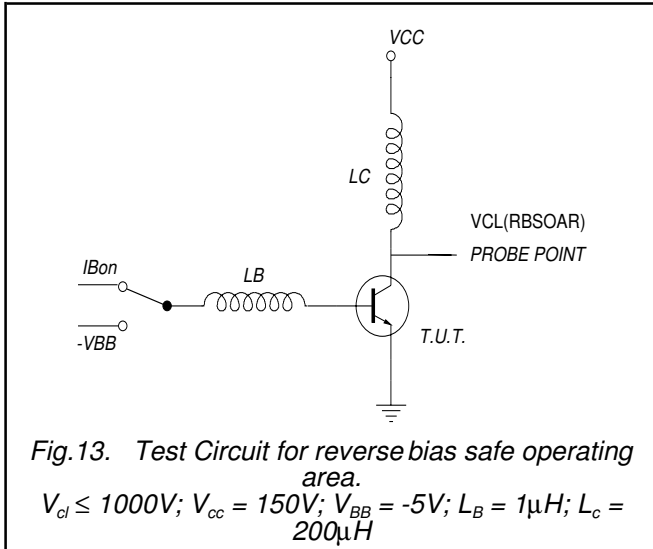 VCC
LC
VCL(RBSOAR)
PROBE POINT
IBon
LB
-VBB
T.U.T.
Fig.13. Test Circuit for reverse bias safe operating
area.
Vcl ≤ 1000V; Vcc = 150V; VBB = -5V; LB = 1μH; Lc =
200μH